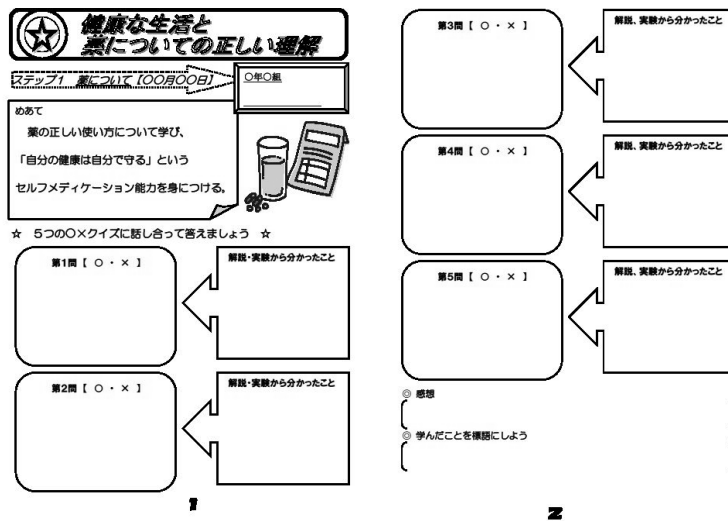 健康な生活と
薬についての正しい理解
ステップ1 薬について【〇〇月〇〇日】
〇年〇組
めあて
薬の正しい使い方について学び、
「自分の健康は自分で守る」という
セルフメディケーション能力を身につける。
☆ 5つの〇×クイズに話し合って答えましょう ☆
第1問【 〇 ・ × 】
解説・実験から分かったこと
第2問【 〇 ・ × 】
解説・実験から分かったこと
1
第3問【 〇 ・ × 】
解説、実験から分かったこと
第4問【 〇 ・ × 】
解説、実験から分かったこと
第5問【 〇 ・ × 】
解説、実験から分かったこと
◎ 感想
◎ 学んだことを標語にしよう
2